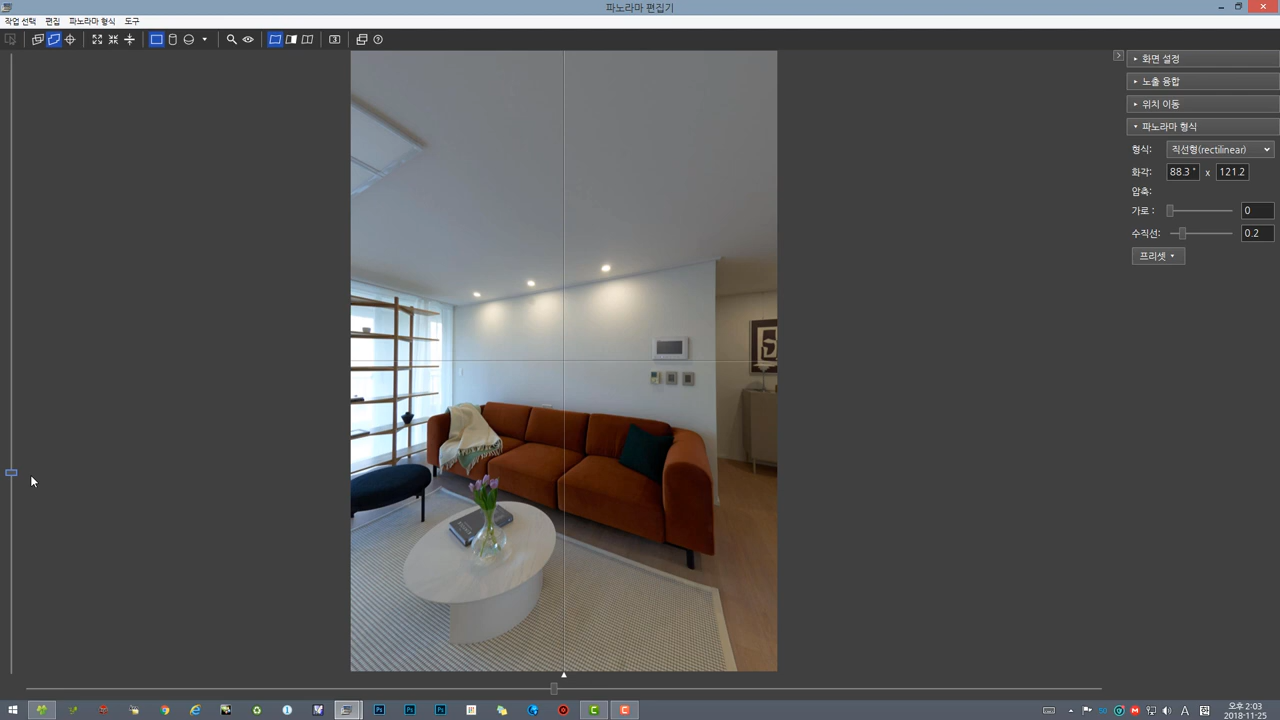 파노라마 편집기
작업 선택 편집 파노라마 형식 도구
화면 설정
노출 융합
위치 이동
파노라마 형식
형식: 직선형(rectilinear)
화각: 88.3 ° x 121.2
압축:
가로 : 0
수직선: 0.2
프리셋
오후 2:03
2018-11-25